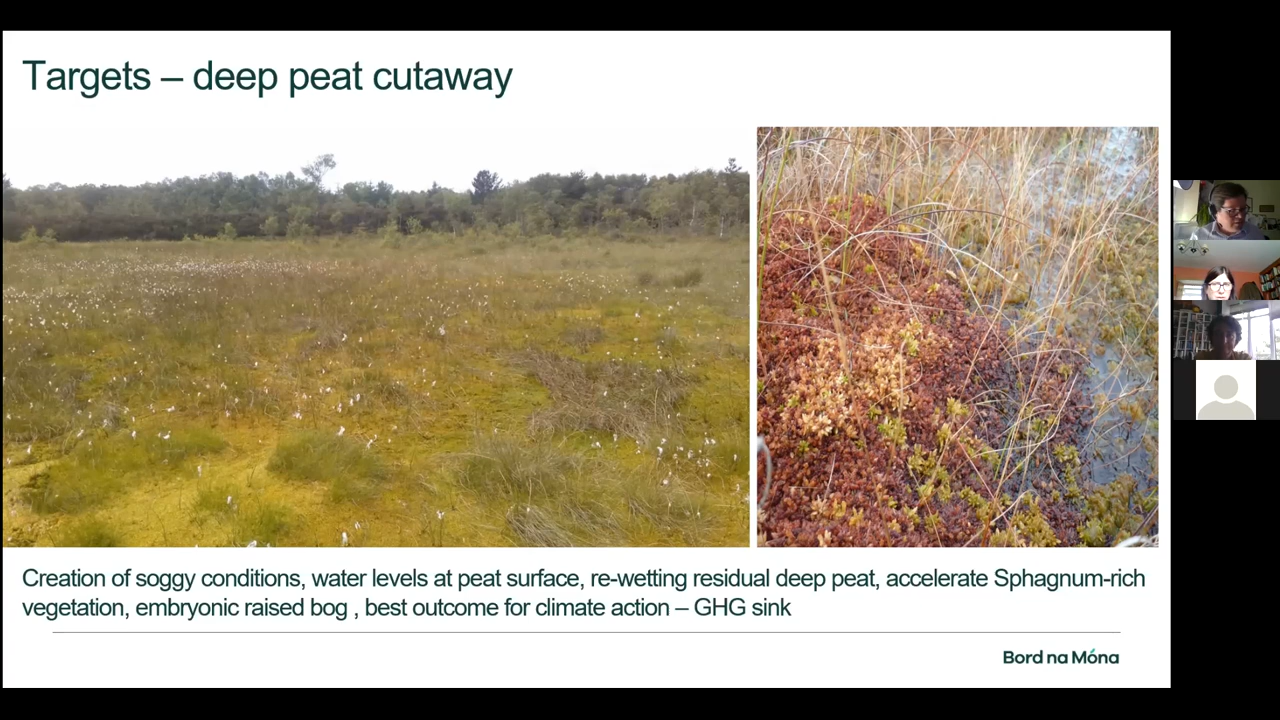 Targets – deep peat cutaway
Creation of soggy conditions, water levels at peat surface, re-wetting residual deep peat, accelerate Sphagnum-rich
vegetation, embryonic raised bog , best outcome for climate action – GHG sink
Bord na Móna